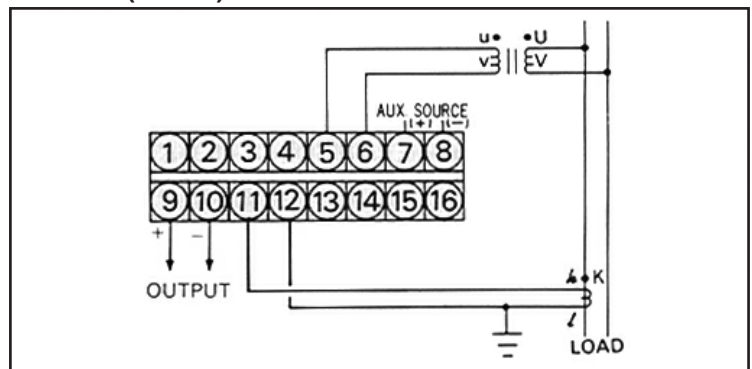 u U
v V
AUX SOURCE
(+) (−)
1 2 3 4 5 6 7 8
9 10 11 12 13 14 15 16
+ −
OUTPUT
k K
l
LOAD